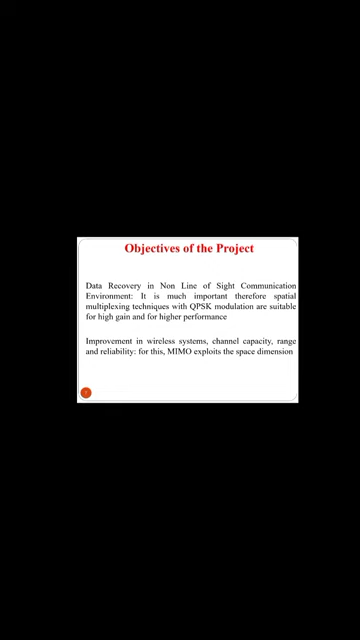 Objectives of the Project
Data Recovery in Non Line of Sight Communication
Environment: It is much important therefore spatial
multiplexing techniques with QPSK modulation are suitable
for high gain and for higher performance
Improvement in wireless systems, channel capacity, range
and reliability: for this, MIMO exploits the space dimension